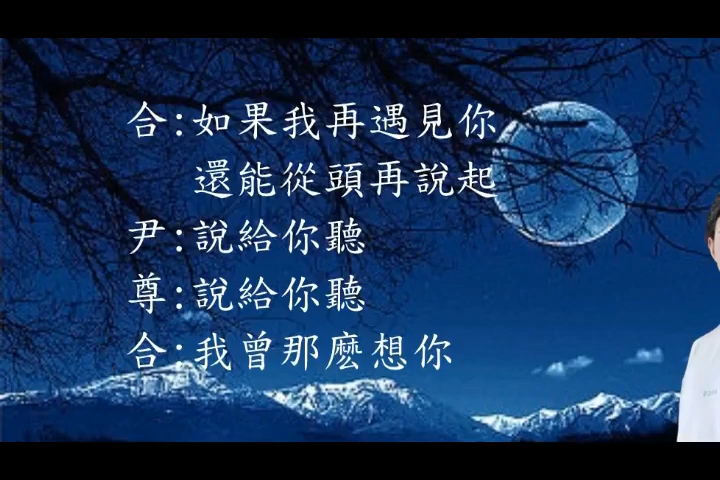 合:如果我再遇見你
還能從頭再說起
尹:說給你聽
尊:說給你聽
合:我曾那麼想你